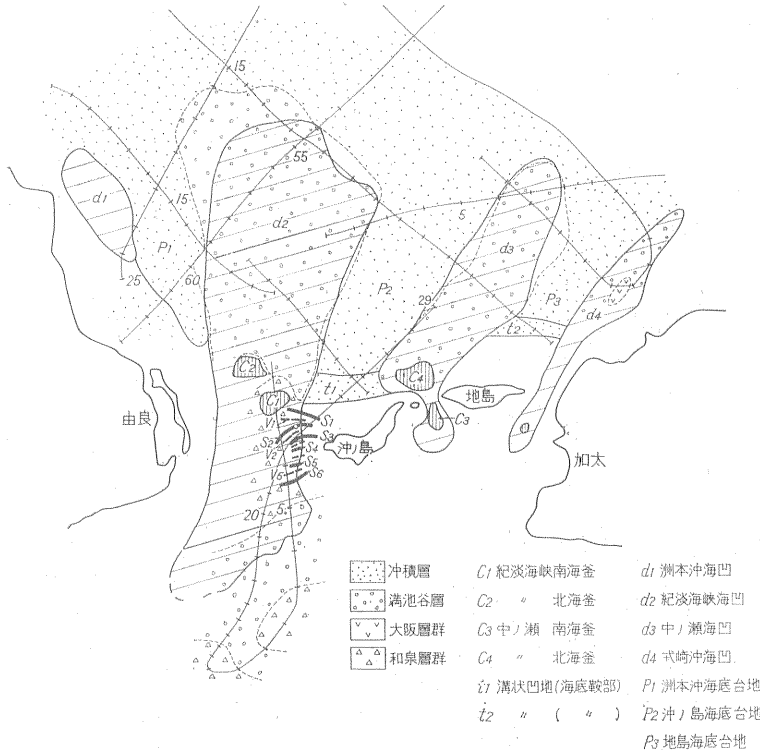 15
55
d1
15
d2
P1
5
d3
25
60
P2
29
P3
d4
t2
C2
C4
t1
地島
C1
由良
V1
S1
C3
S2
S3
沖ノ島
V2
S4
加太
S5
V5
S6
20
5
沖積層
満池谷層
大阪層群
和泉層群
C1 紀淡海峡南海釜
C2 〃 北海釜
C3 中ノ瀬 南海釜
C4 〃 北海釜
t1 溝状凹地(海底鞍部)
t2 〃 ( 〃 )
d1 洲本沖海凹
d2 紀淡海峡海凹
d3 中ノ瀬海凹
d4 弌崎沖海凹
P1 洲本沖海底台地
P2 沖ノ島海底台地
P3 地島海底台地